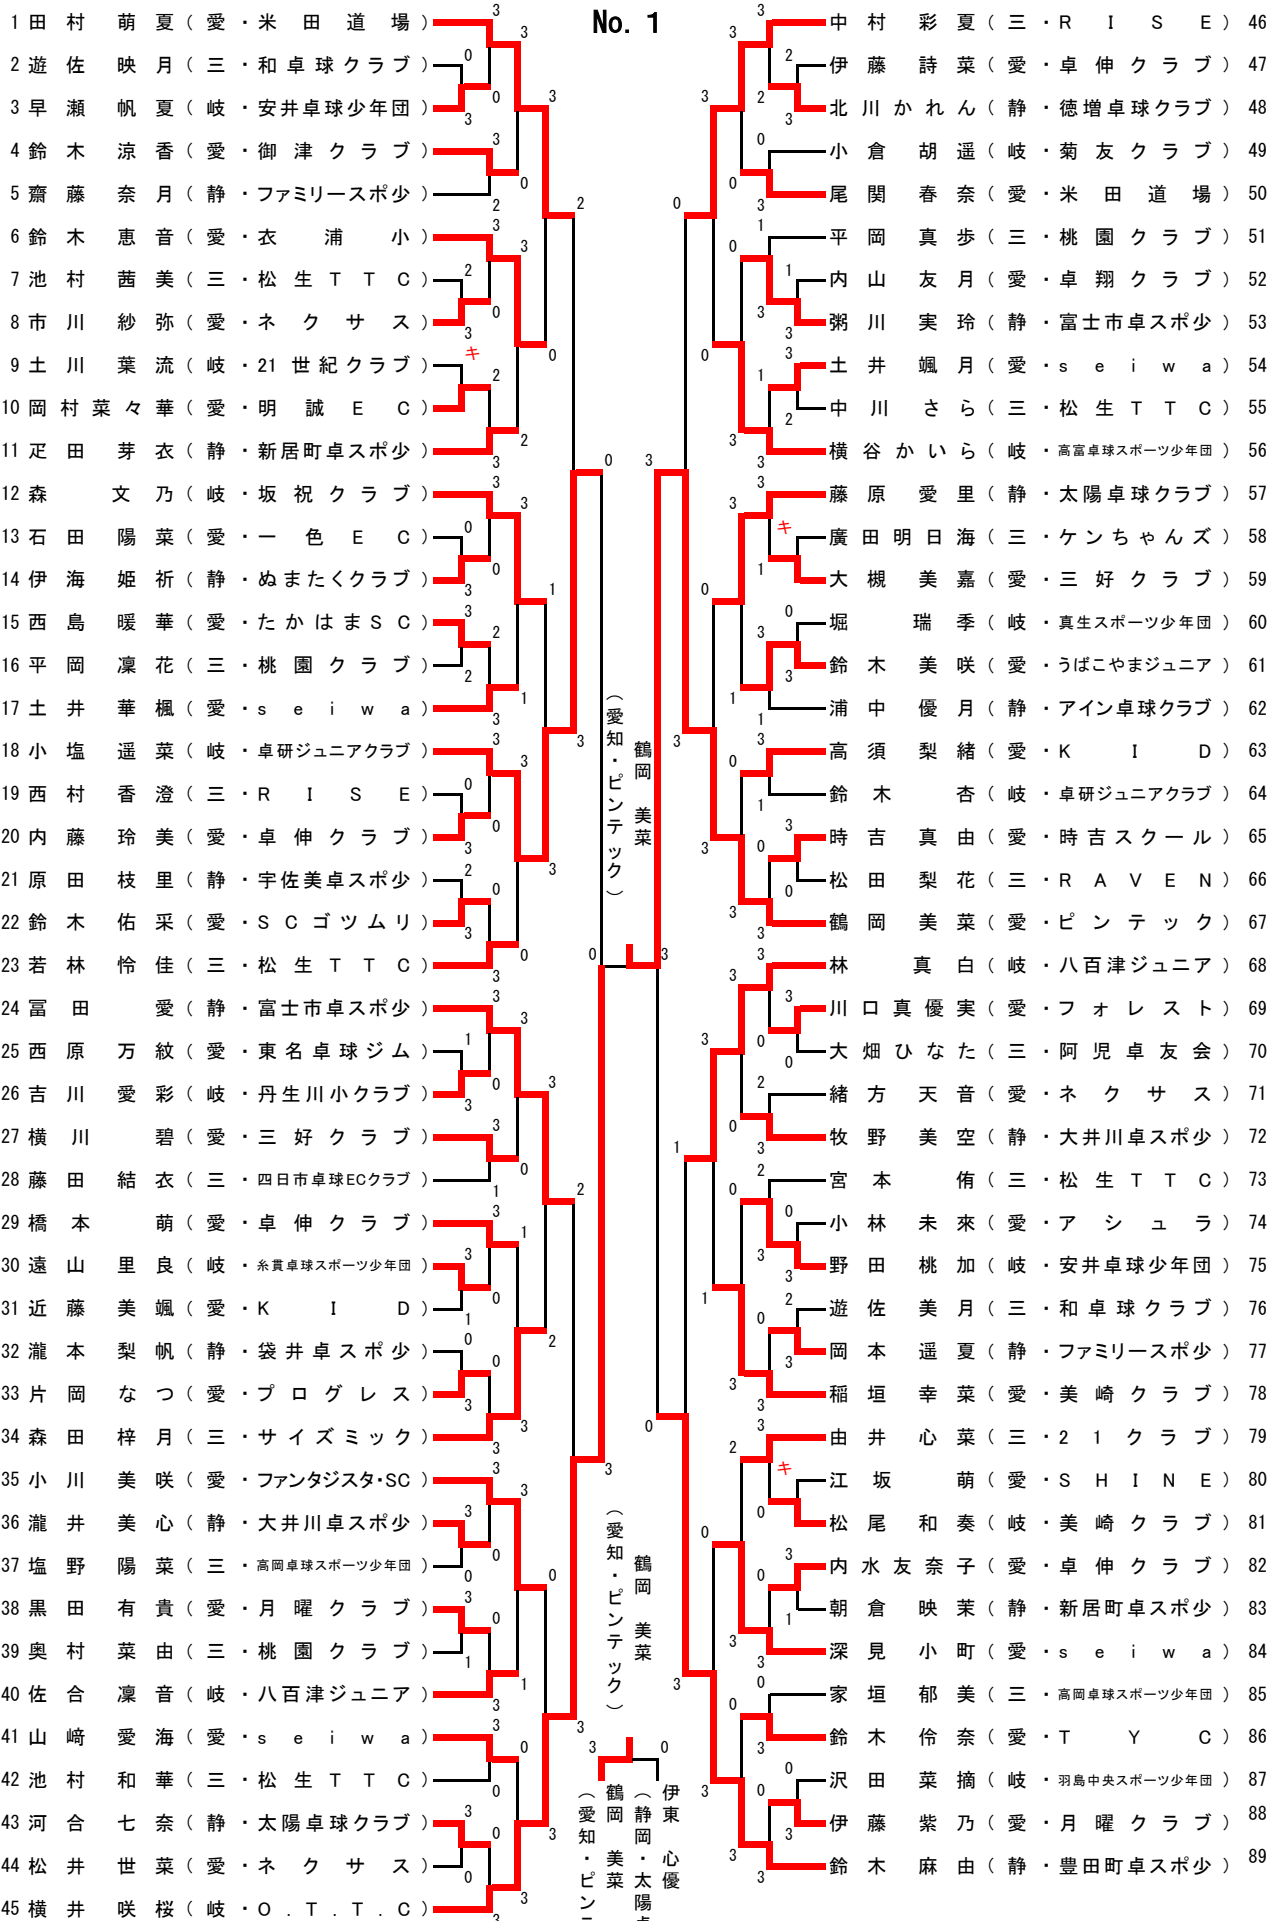 No. 1
1 田村 萌夏 ( 愛 ・ 米田道場 )
2 遊佐 映月 ( 三 ・ 和卓球クラブ )
3 早瀬 帆夏 ( 岐 ・ 安井卓球少年団 )
4 鈴木 涼香 ( 愛 ・ 御津クラブ )
5 齋藤 奈月 ( 静 ・ ファミリースポ少 )
6 鈴木 恵音 ( 愛 ・ 衣浦小 )
7 池村 茜美 ( 三 ・ 松生TTC )
8 市川 紗弥 ( 愛 ・ ネクサス )
9 土川 葉流 ( 岐 ・ 21世紀クラブ )
10 岡村 菜々華 ( 愛 ・ 明誠EC )
11 疋田 芽衣 ( 静 ・ 新居町卓スポ少 )
12 森 文乃 ( 岐 ・ 坂祝クラブ )
13 石田 陽菜 ( 愛 ・ 一色EC )
14 伊海 姫祈 ( 静 ・ ぬまたくクラブ )
15 西島 暖華 ( 愛 ・ たかはまSC )
16 平岡 凜花 ( 三 ・ 桃園クラブ )
17 土井 華楓 ( 愛 ・ seiwa )
18 小塩 遥菜 ( 岐 ・ 卓研ジュニアクラブ )
19 西村 香澄 ( 三 ・ RISE )
20 内藤 玲美 ( 愛 ・ 卓伸クラブ )
21 原田 枝里 ( 静 ・ 宇佐美卓スポ少 )
22 鈴木 佑采 ( 愛 ・ SCゴツムリ )
23 若林 怜佳 ( 三 ・ 松生TTC )
24 冨田 愛 ( 静 ・ 富士市卓スポ少 )
25 西原 万紋 ( 愛 ・ 東名卓球ジム )
26 吉川 愛彩 ( 岐 ・ 丹生川小クラブ )
27 横川 碧 ( 愛 ・ 三好クラブ )
28 藤田 結衣 ( 三 ・ 四日市卓球ECクラブ )
29 橋本 萌 ( 愛 ・ 卓伸クラブ )
30 遠山 里良 ( 岐 ・ 糸貫卓球スポーツ少年団 )
31 近藤 美颯 ( 愛 ・ KID )
32 瀧本 梨帆 ( 静 ・ 袋井卓スポ少 )
33 片岡 なつ ( 愛 ・ プログレス )
34 森田 梓月 ( 三 ・ サイズミック )
35 小川 美咲 ( 愛 ・ ファンタジスタ・SC )
36 瀧井 美心 ( 静 ・ 大井川卓スポ少 )
37 塩野 陽菜 ( 三 ・ 高岡卓球スポーツ少年団 )
38 黒田 有貴 ( 愛 ・ 月曜クラブ )
39 奥村 菜由 ( 三 ・ 桃園クラブ )
40 佐合 凜音 ( 岐 ・ 八百津ジュニア )
41 山﨑 愛海 ( 愛 ・ seiwa )
42 池村 和華 ( 三 ・ 松生TTC )
43 河合 七奈 ( 静 ・ 太陽卓球クラブ )
44 松井 世菜 ( 愛 ・ ネクサス )
45 横井 咲桜 ( 岐 ・ O.T.T.C )
中村 彩夏 ( 三 ・ RISE ) 46
伊藤 詩菜 ( 愛 ・ 卓伸クラブ ) 47
北川 かれん ( 静 ・ 徳増卓球クラブ ) 48
小倉 胡遥 ( 岐 ・ 菊友クラブ ) 49
尾関 春奈 ( 愛 ・ 米田道場 ) 50
平岡 真歩 ( 三 ・ 桃園クラブ ) 51
内山 友月 ( 愛 ・ 卓翔クラブ ) 52
粥川 実玲 ( 静 ・ 富士市卓スポ少 ) 53
土井 颯月 ( 愛 ・ seiwa ) 54
中川 さら ( 三 ・ 松生TTC ) 55
横谷 かいら ( 岐 ・ 高富卓球スポーツ少年団 ) 56
藤原 愛里 ( 静 ・ 太陽卓球クラブ ) 57
廣田 明日海 ( 三 ・ ケンちゃんズ ) 58
大槻 美嘉 ( 愛 ・ 三好クラブ ) 59
堀 瑞季 ( 岐 ・ 真生スポーツ少年団 ) 60
鈴木 美咲 ( 愛 ・ うばこやまジュニア ) 61
浦中 優月 ( 静 ・ アイン卓球クラブ ) 62
高須 梨緒 ( 愛 ・ KID ) 63
鈴木 杏 ( 岐 ・ 卓研ジュニアクラブ ) 64
時吉 真由 ( 愛 ・ 時吉スクール ) 65
松田 梨花 ( 三 ・ RAVEN ) 66
鶴岡 美菜 ( 愛 ・ ピンテック ) 67
林 真白 ( 岐 ・ 八百津ジュニア ) 68
川口 真優実 ( 愛 ・ フォレスト ) 69
大畑 ひなた ( 三 ・ 阿児卓友会 ) 70
緒方 天音 ( 愛 ・ ネクサス ) 71
牧野 美空 ( 静 ・ 大井川卓スポ少 ) 72
宮本 侑 ( 三 ・ 松生TTC ) 73
小林 未來 ( 愛 ・ アシュラ ) 74
野田 桃加 ( 岐 ・ 安井卓球少年団 ) 75
遊佐 美月 ( 三 ・ 和卓球クラブ ) 76
岡本 遥夏 ( 静 ・ ファミリースポ少 ) 77
稲垣 幸菜 ( 愛 ・ 美崎クラブ ) 78
由井 心菜 ( 三 ・ 21クラブ ) 79
江坂 萌 ( 愛 ・ SHINE ) 80
松尾 和奏 ( 岐 ・ 美崎クラブ ) 81
内水 友奈子 ( 愛 ・ 卓伸クラブ ) 82
朝倉 映茉 ( 静 ・ 新居町卓スポ少 ) 83
深見 小町 ( 愛 ・ seiwa ) 84
家垣 郁美 ( 三 ・ 高岡卓球スポーツ少年団 ) 85
鈴木 伶奈 ( 愛 ・ TYC ) 86
沢田 菜摘 ( 岐 ・ 羽島中央スポーツ少年団 ) 87
伊藤 紫乃 ( 愛 ・ 月曜クラブ ) 88
鈴木 麻由 ( 静 ・ 豊田町卓スポ少 ) 89
鶴岡 美菜
(愛知・ピンテック)
鶴岡 美菜
(愛知・ピンテック)
3 0
伊東 心優
(静岡・太陽
鶴岡 美菜
(愛知・ピン
キ
キ
キ